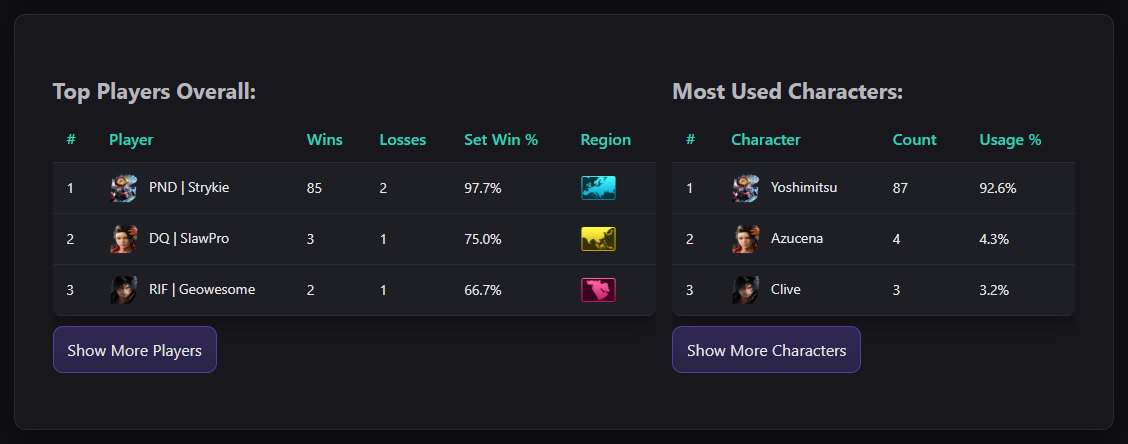 Top Players Overall:
# Player Wins Losses Set Win % Region
1 PND | Strykie 85 2 97.7%
2 DQ | SlawPro 3 1 75.0%
3 RIF | Geowesome 2 1 66.7%
Show More Players
Most Used Characters:
# Character Count Usage %
1 Yoshimitsu 87 92.6%
2 Azucena 4 4.3%
3 Clive 3 3.2%
Show More Characters